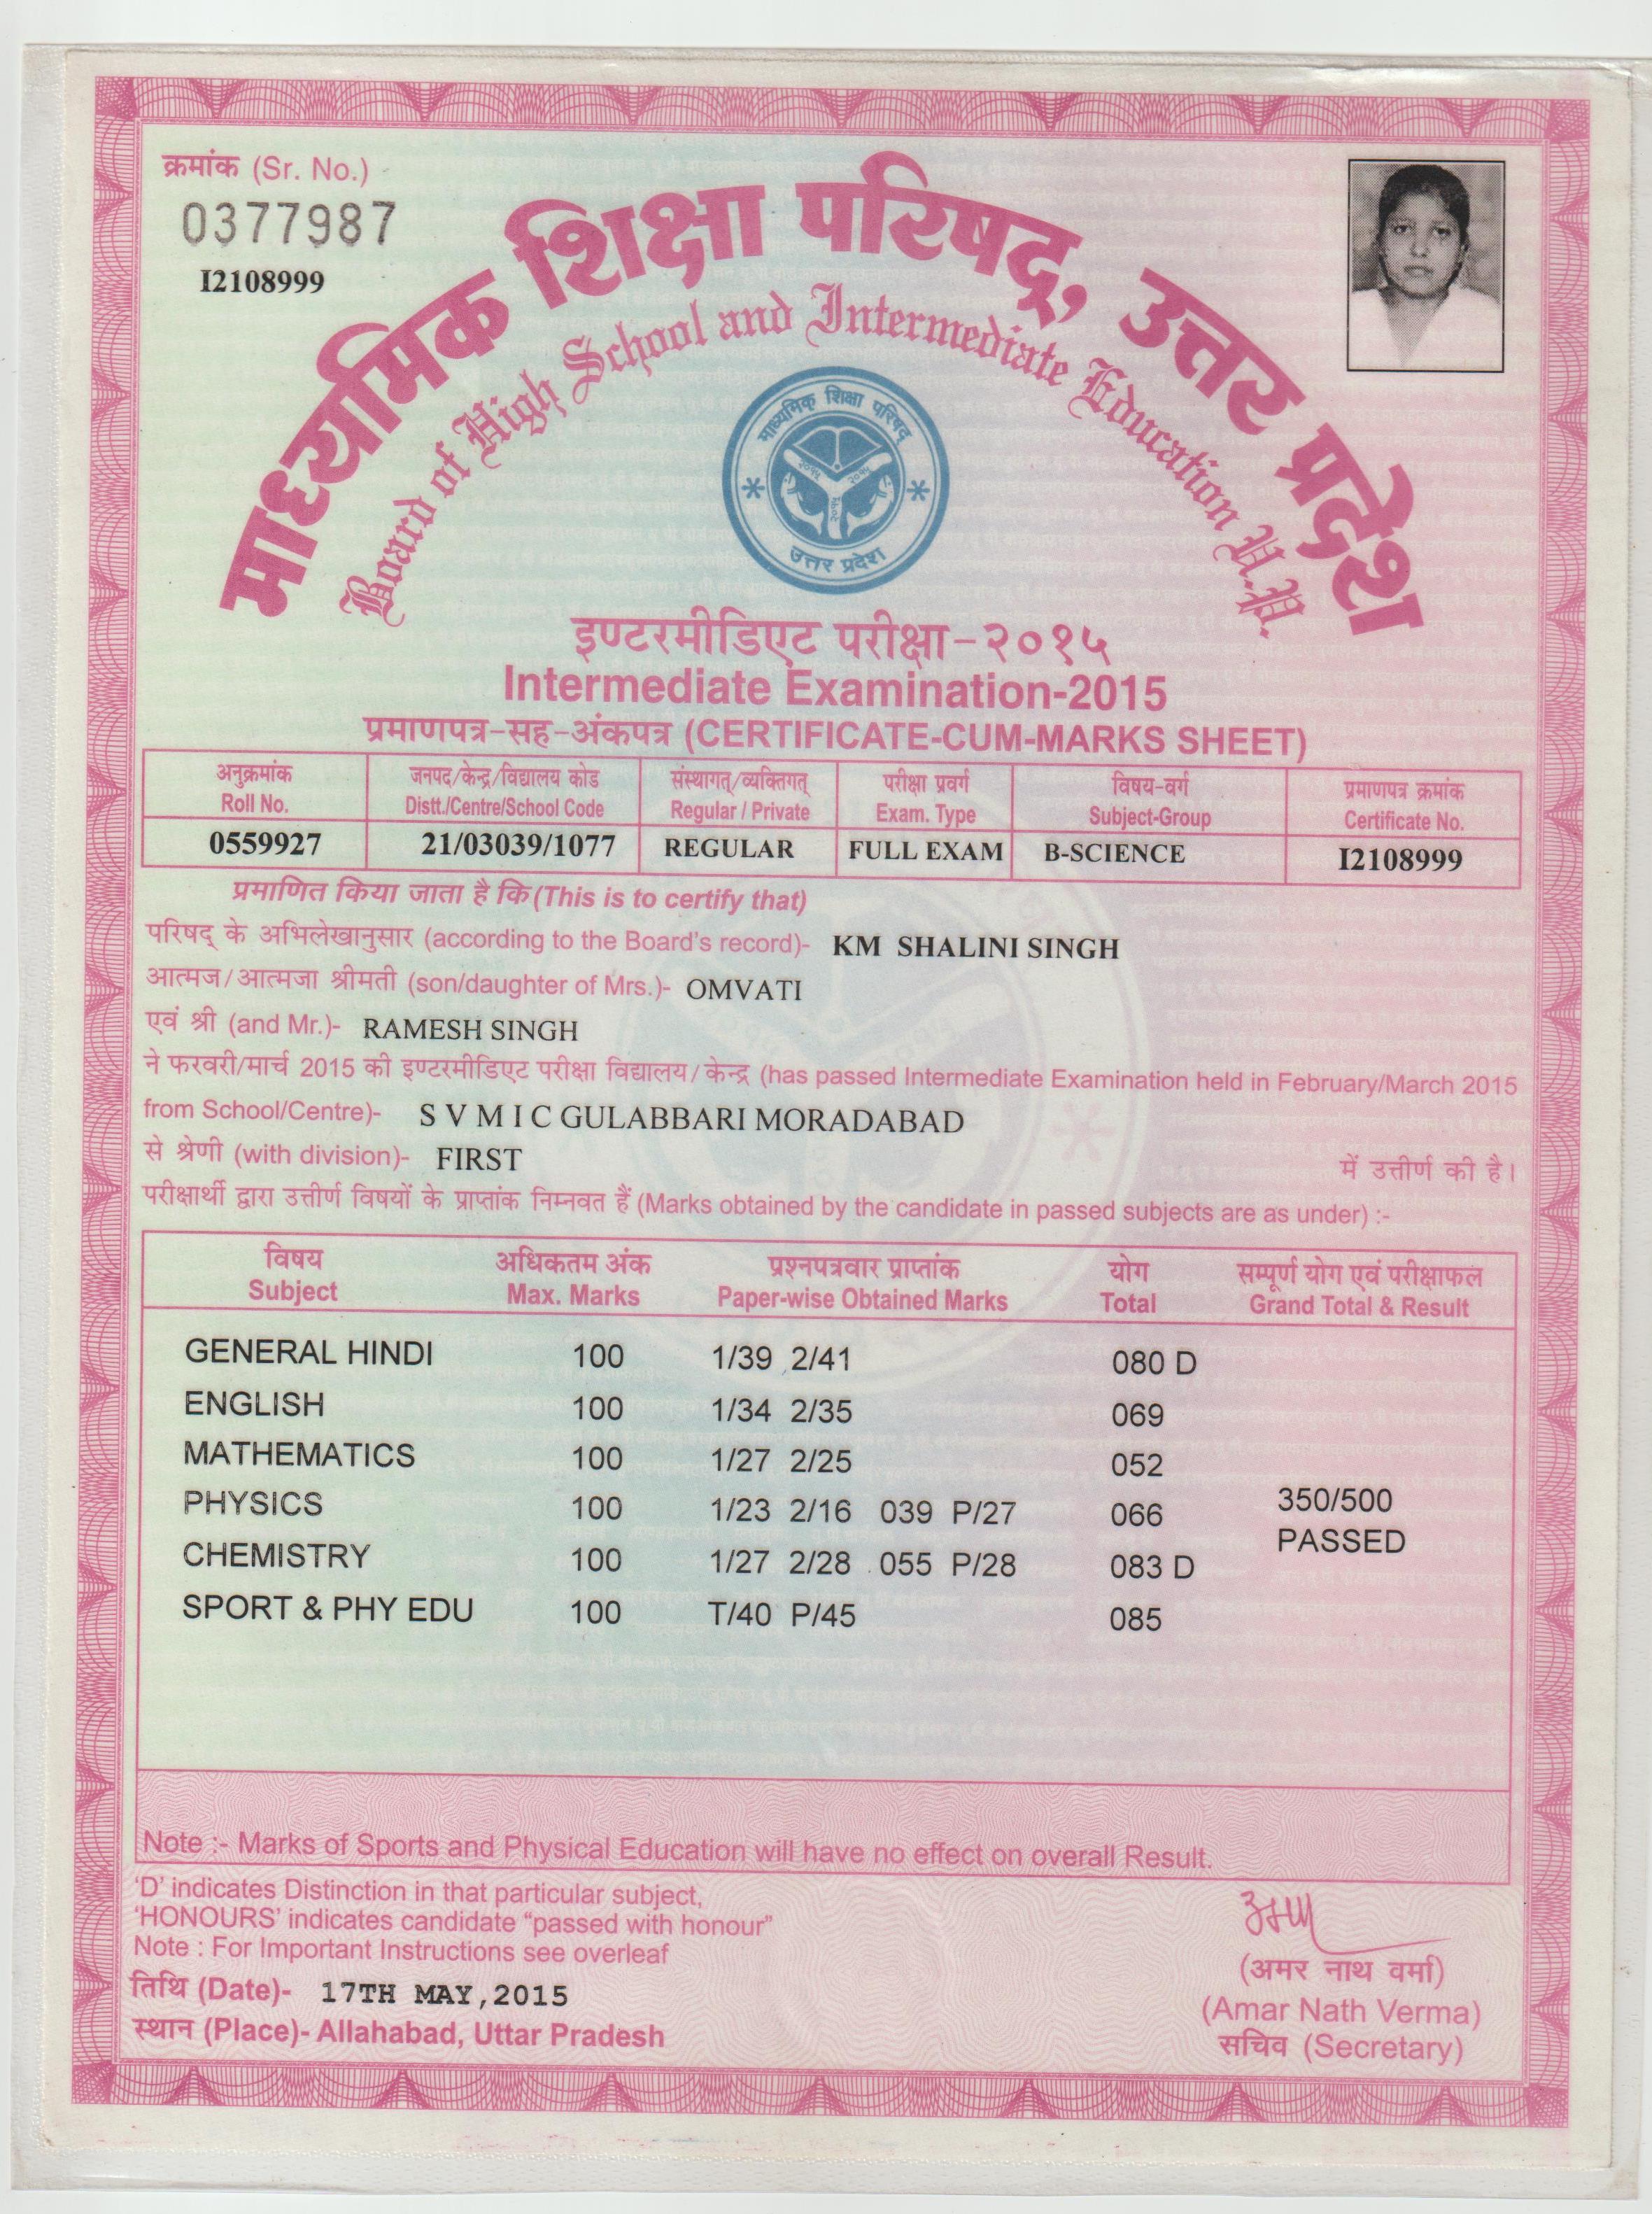 क्रमांक (Sr. No.)
0377987
I2108999
माध्यमिक शिक्षा परिषद्, उत्तर प्रदेश
Board of High School and Intermediate Education U.P.
माध्यमिक शिक्षा परिषद्
उत्तर प्रदेश
इण्टरमीडिएट परीक्षा-२०१५
Intermediate Examination-2015
प्रमाणपत्र-सह-अंकपत्र (CERTIFICATE-CUM-MARKS SHEET)
अनुक्रमांक जनपद/केन्द्र/विद्यालय कोड संस्थागत्/व्यक्तिगत् परीक्षा प्रवर्ग विषय-वर्ग प्रमाणपत्र क्रमांक
Roll No. Distt./Centre/School Code Regular / Private Exam. Type Subject-Group Certificate No.
0559927 21/03039/1077 REGULAR FULL EXAM B-SCIENCE I2108999
प्रमाणित किया जाता है कि (This is to certify that)
परिषद् के अभिलेखानुसार (according to the Board's record)- KM SHALINI SINGH
आत्मज/आत्मजा श्रीमती (son/daughter of Mrs.)- OMVATI
एवं श्री (and Mr.)- RAMESH SINGH
ने फरवरी/मार्च 2015 की इण्टरमीडिएट परीक्षा विद्यालय/केन्द्र (has passed Intermediate Examination held in February/March 2015
from School/Centre)- S V M I C GULABBARI MORADABAD
से श्रेणी (with division)- FIRST में उत्तीर्ण की है।
परीक्षार्थी द्वारा उत्तीर्ण विषयों के प्राप्तांक निम्नवत हैं (Marks obtained by the candidate in passed subjects are as under) :-
विषय अधिकतम अंक प्रश्नपत्रवार प्राप्तांक योग सम्पूर्ण योग एवं परीक्षाफल
Subject Max. Marks Paper-wise Obtained Marks Total Grand Total & Result
GENERAL HINDI 100 1/39 2/41 080 D
ENGLISH 100 1/34 2/35 069
MATHEMATICS 100 1/27 2/25 052
PHYSICS 100 1/23 2/16 039 P/27 066 350/500
PASSED
CHEMISTRY 100 1/27 2/28 055 P/28 083 D
SPORT & PHY EDU 100 T/40 P/45 085
Note :- Marks of Sports and Physical Education will have no effect on overall Result.
'D' indicates Distinction in that particular subject,
'HONOURS' indicates candidate "passed with honour"
Note : For Important Instructions see overleaf
तिथि (Date)- 17TH MAY,2015
स्थान (Place)- Allahabad, Uttar Pradesh
(अमर नाथ वर्मा)
(Amar Nath Verma)
सचिव (Secretary)